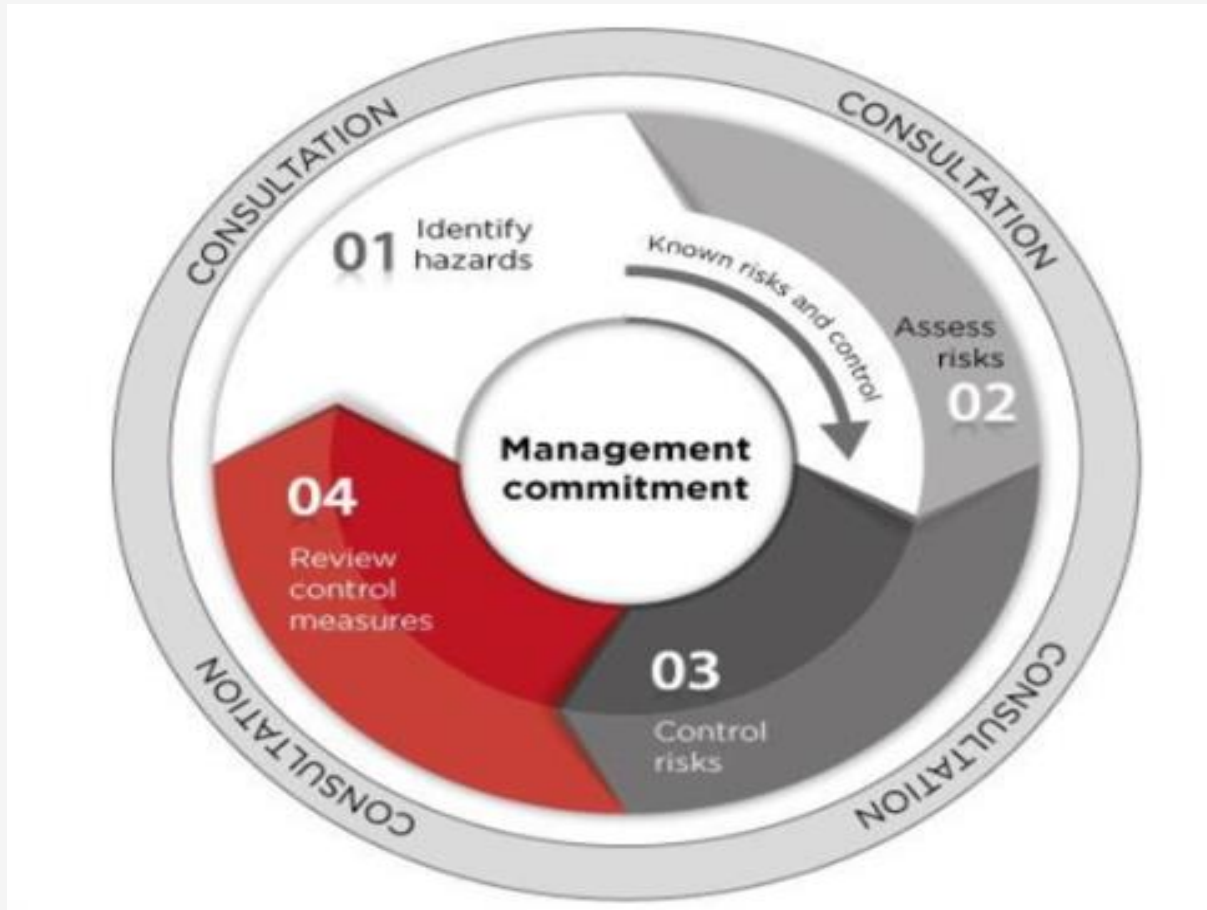 CONSULTATION
CONSULTATION
01 Identify
hazards
Known risks and control
Assess
risks
02
Management
commitment
04
Review
control
measures
03
Control
risks
CONSULTATION
CONSULTATION